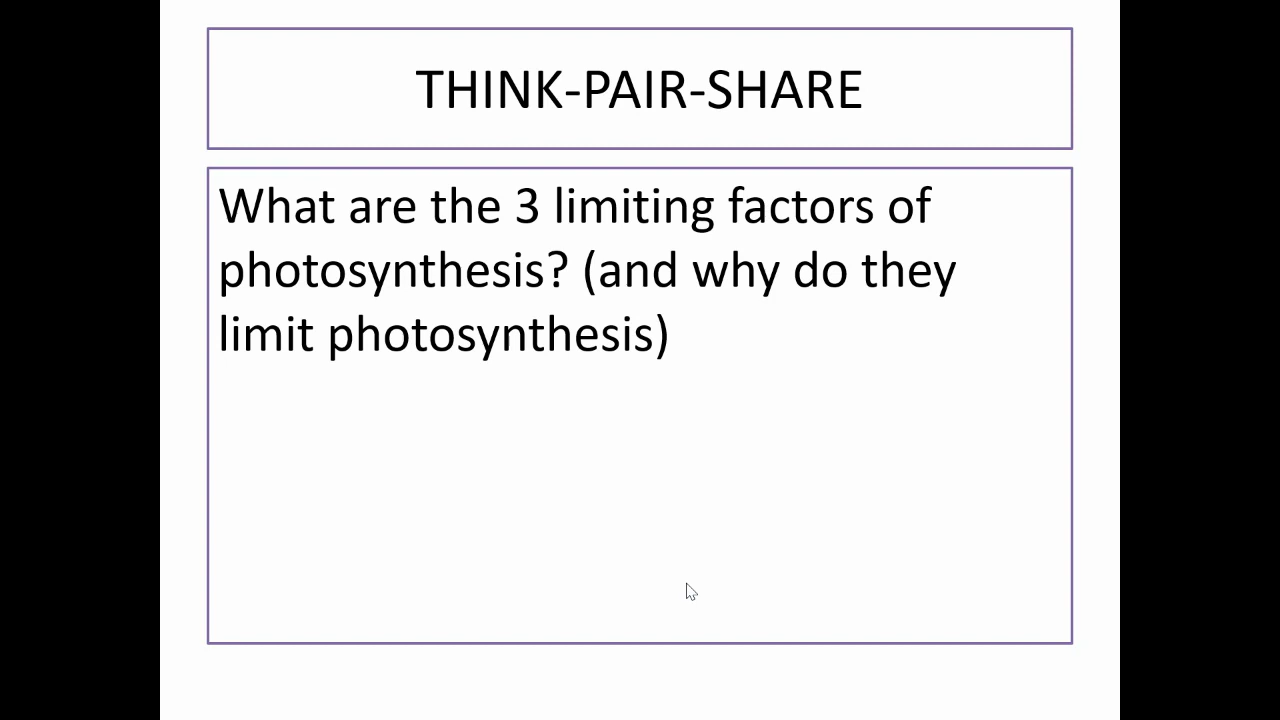 THINK-PAIR-SHARE
What are the 3 limiting factors of
photosynthesis? (and why do they
limit photosynthesis)